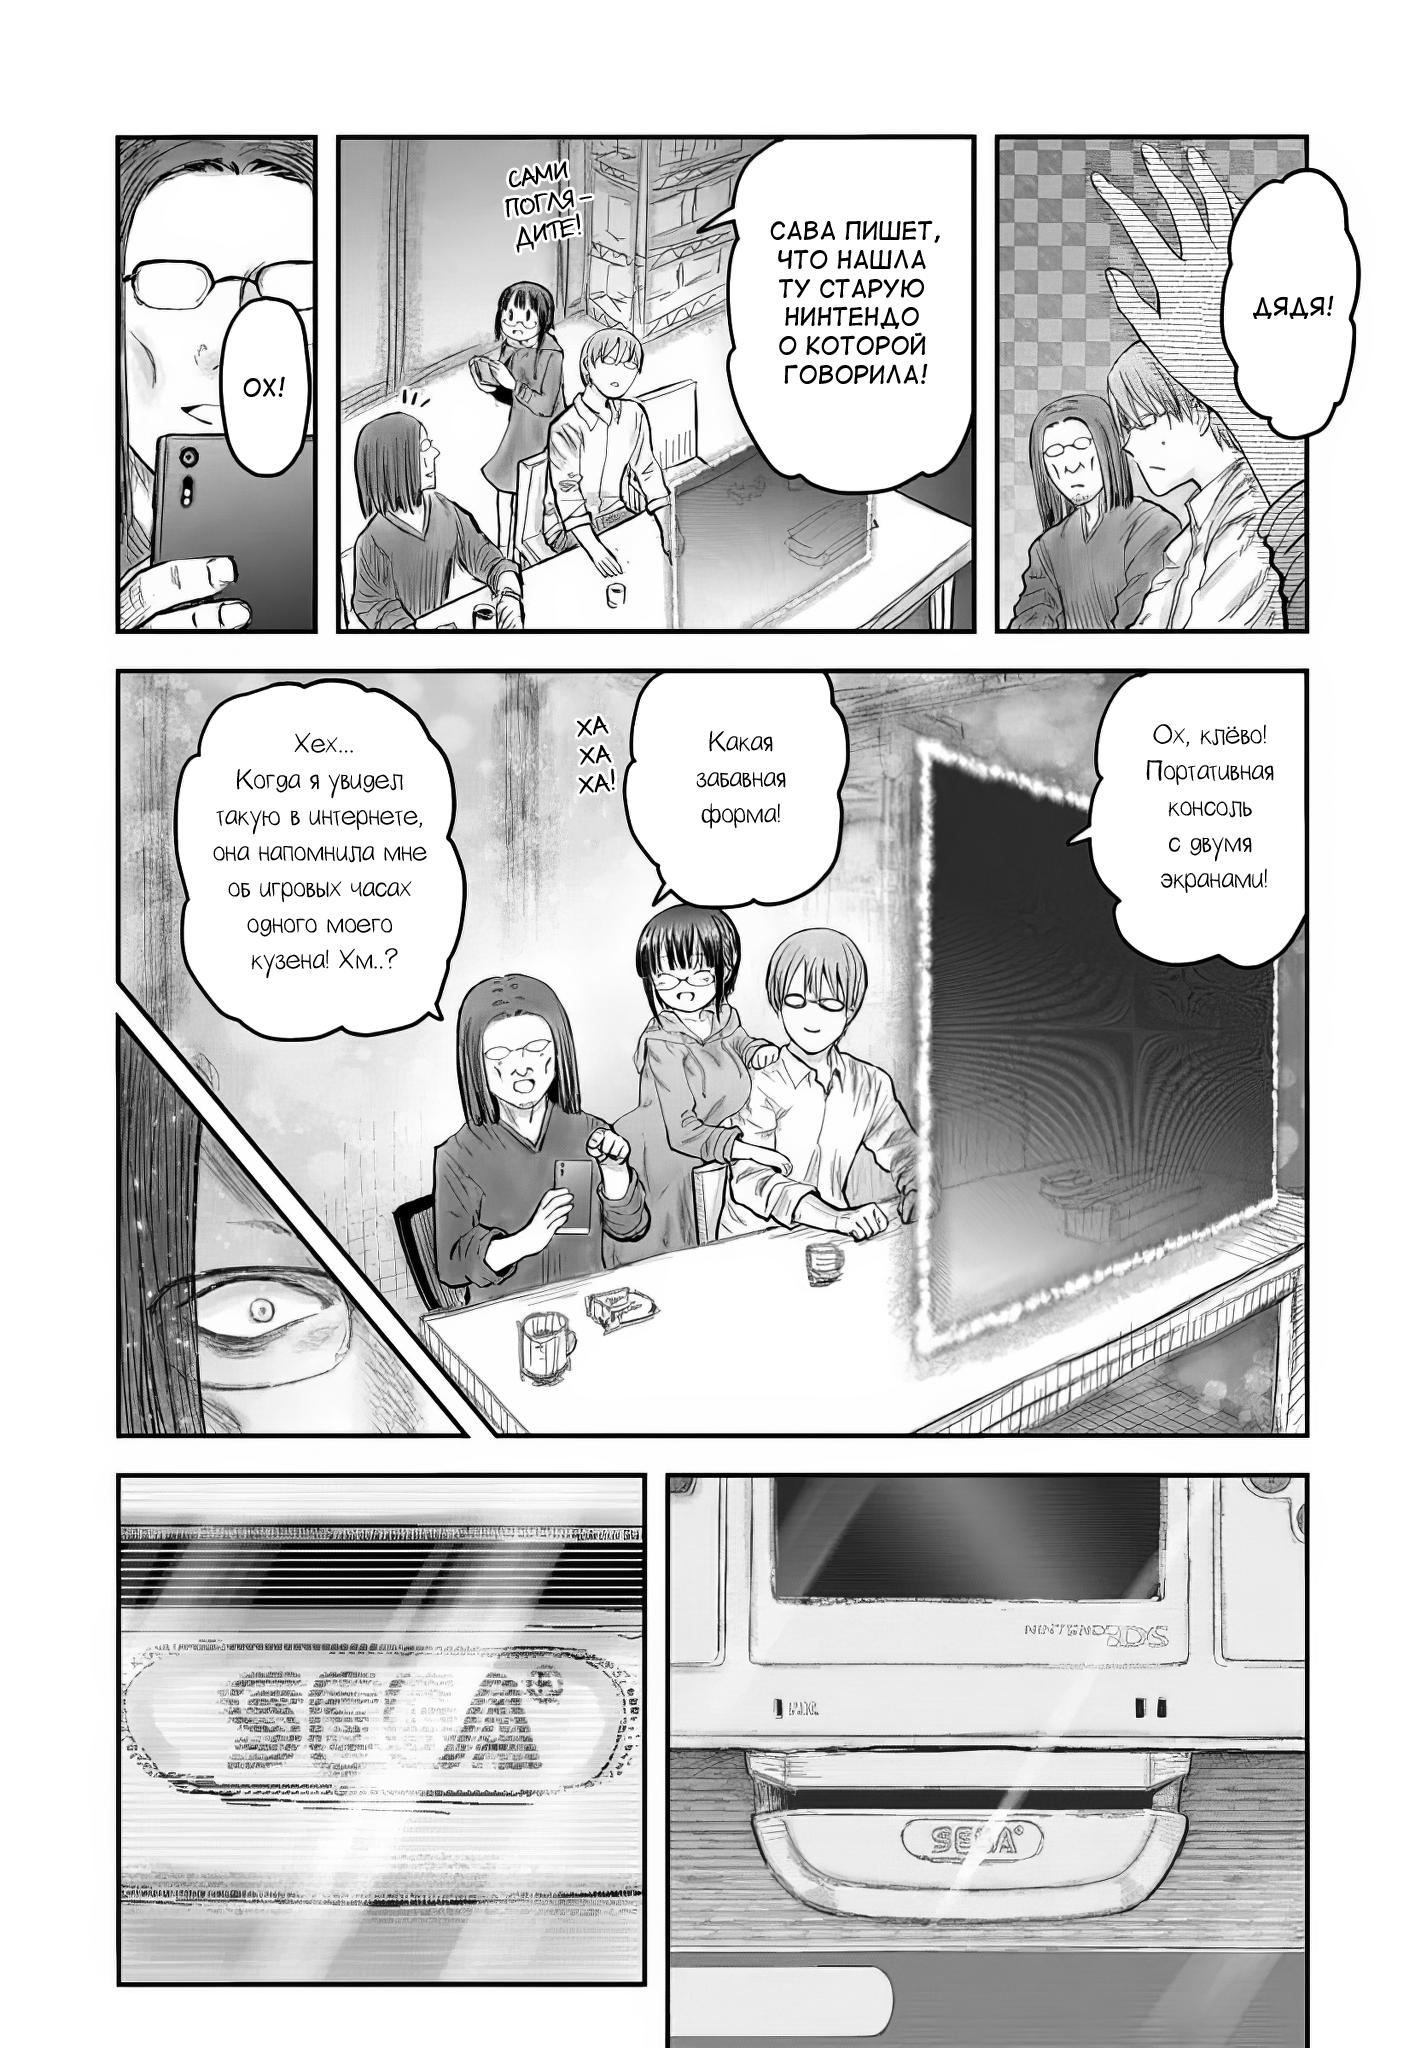 ДЯДЯ!
САВА ПИШЕТ,
ЧТО НАШЛА
ТУ СТАРУЮ
НИНТЕНДО
О КОТОРОЙ
ГОВОРИЛА!
САМИ
ПОГЛЯ-
ДИТЕ!
ОХ!
Ох, клёво!
Портативная
консоль
с двумя
экранами!
Какая
забавная
форма!
ХА
ХА
ХА!
Хех...
Когда я увидел
такую в интернете,
она напомнила мне
об игровых часах
одного моего
кузена! Хм..?
SEGA
SEGA